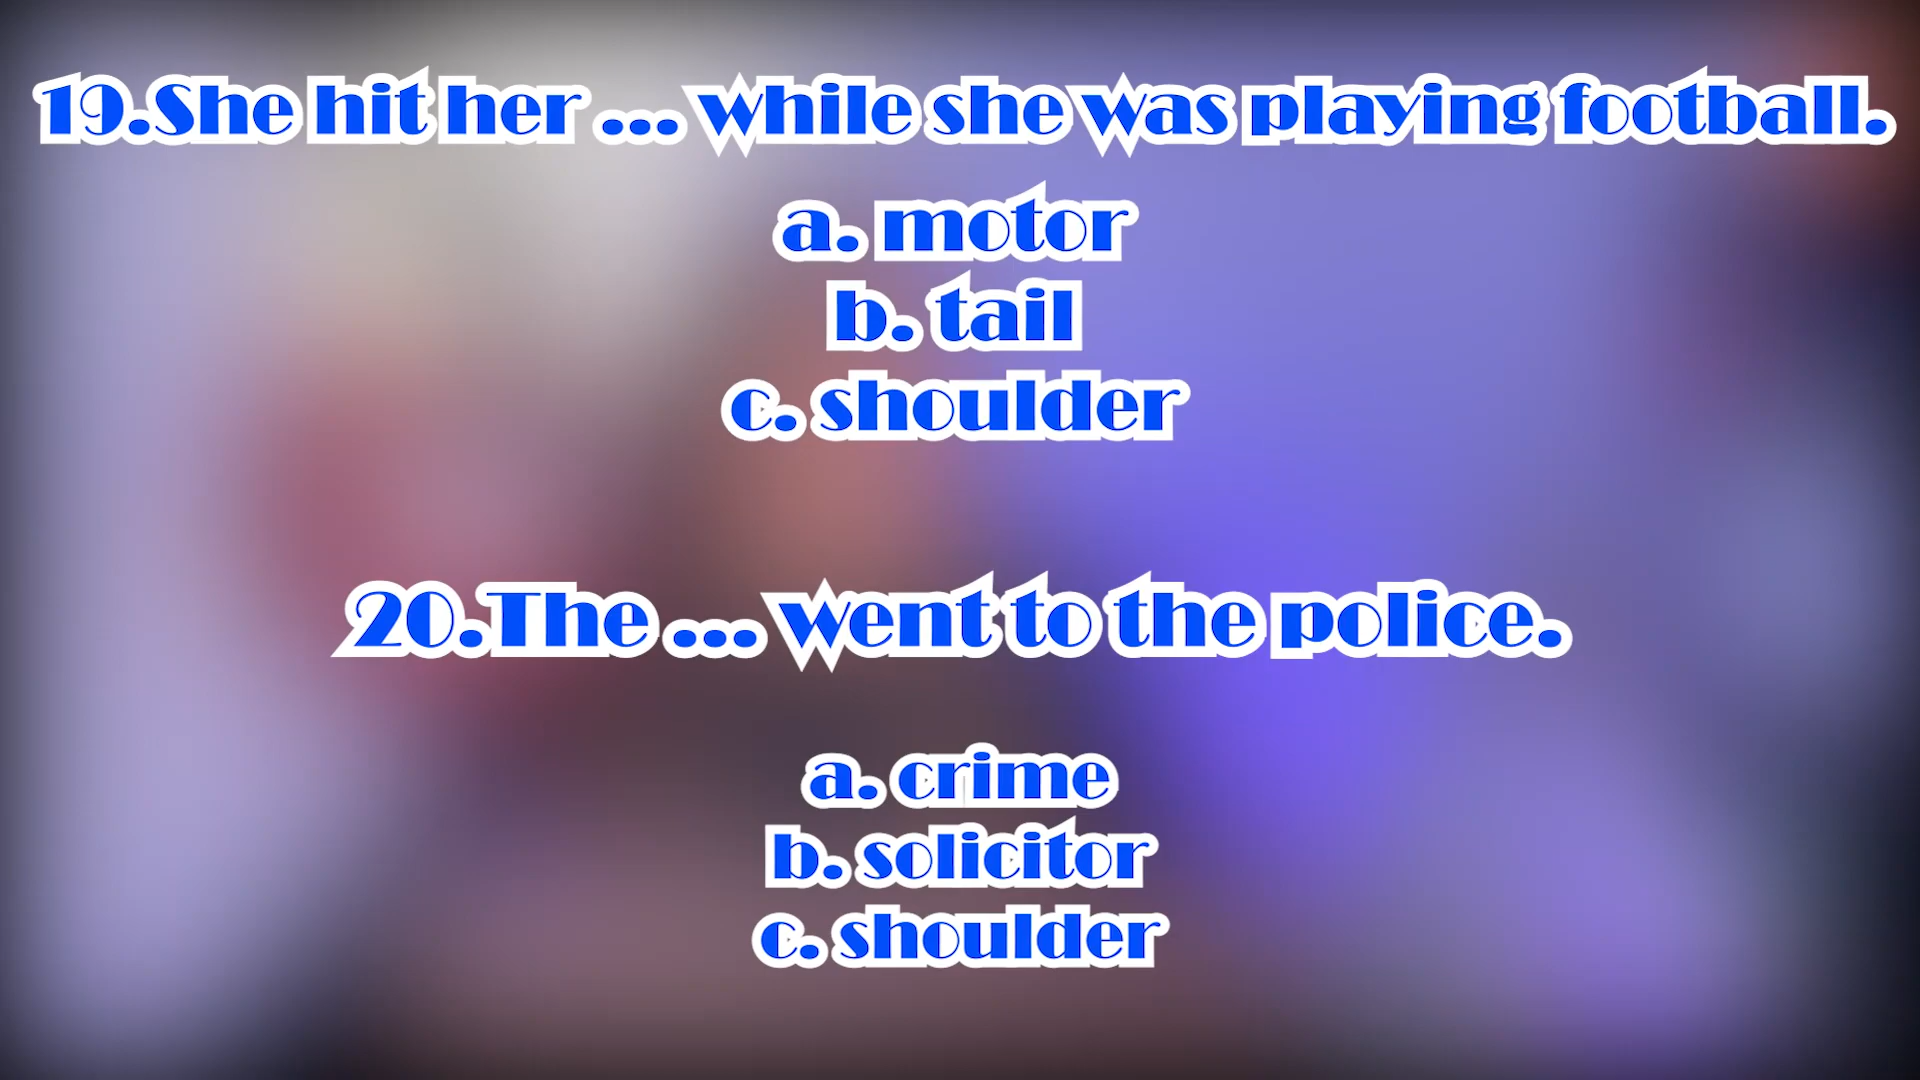 19.She hit her ... while she was playing football.
a. motor
b. tail
c. shoulder
20.The ... went to the police.
a. crime
b. solicitor
c. shoulder